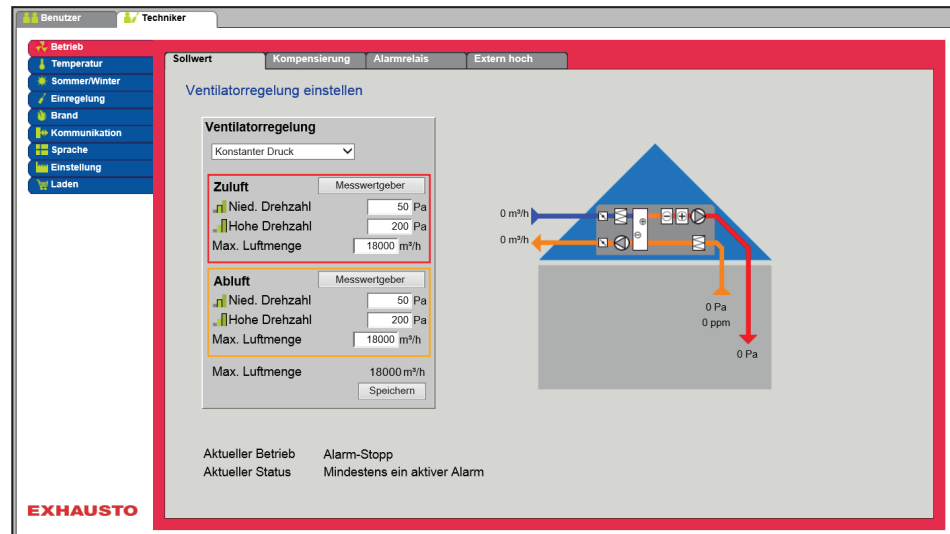 Benutzer Techniker
Betrieb
Temperatur
Sommer/Winter
Einregelung
Brand
Kommunikation
Sprache
Einstellung
Laden
Sollwert Kompensierung Alarmrelais Extern hoch
Ventilatorregelung einstellen
Ventilatorregelung
Konstanter Druck
Zuluft Messwertgeber
Nied. Drehzahl 50 Pa
Hohe Drehzahl 200 Pa
Max. Luftmenge 18000 m³/h
Abluft Messwertgeber
Nied. Drehzahl 50 Pa
Hohe Drehzahl 200 Pa
Max. Luftmenge 18000 m³/h
Max. Luftmenge 18000 m³/h
Speichern
0 m³/h
0 m³/h
0 Pa
0 ppm
0 Pa
Aktueller Betrieb Alarm-Stopp
Aktueller Status Mindestens ein aktiver Alarm
EXHAUSTO